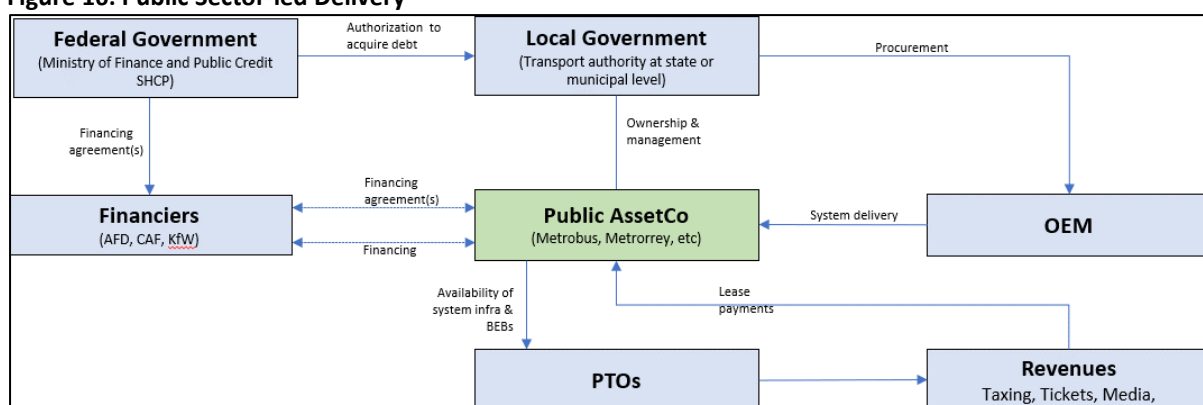 Figure 10: Public Sector-led Delivery
Federal Government
(Ministry of Finance and Public Credit
SHCP)
Authorization to
acquire debt
Local Government
(Transport authority at state or
municipal level)
Procurement
Financing
agreement(s)
Ownership &
management
Financiers
(AFD, CAF, KfW)
Financing
agreement(s)
Financing
Public AssetCo
(Metrobus, Metrorrey, etc)
System delivery
OEM
Availability of
system infra &
BEBs
Lease
payments
PTOs
Revenues
Taxing, Tickets, Media,